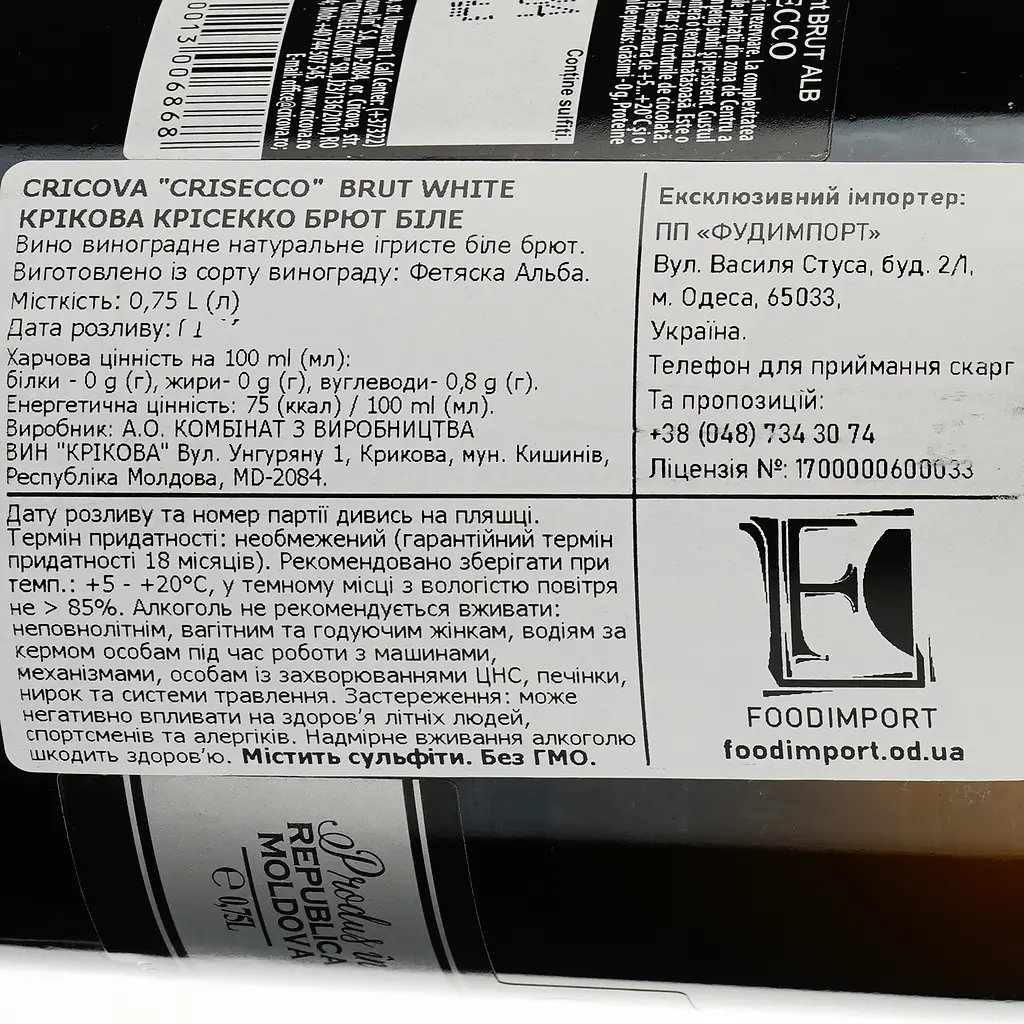 CRICOVA "CRISECCO" BRUT WHITE
КРІКОВА КРІСЕККО БРЮТ БІЛЕ
Вино виноградне натуральне ігристе біле брют.
Виготовлено із сорту винограду: Фетяска Альба.
Місткість: 0,75 L (л)
Дата розливу:
Харчова цінність на 100 ml (мл):
білки - 0 g (г), жири- 0 g (г), вуглеводи- 0,8 g (г).
Енергетична цінність: 75 (ккал) / 100 ml (мл).
Виробник: А.О. КОМБІНАТ З ВИРОБНИЦТВА
ВИН "КРІКОВА" Вул. Унгуряну 1, Крикова, мун. Кишинів,
Республіка Молдова, MD-2084.
Дату розливу та номер партії дивись на пляшці.
Термін придатності: необмежений (гарантійний термін
придатності 18 місяців). Рекомендовано зберігати при
темп.: +5 - +20°С, у темному місці з вологістю повітря
не > 85%. Алкоголь не рекомендується вживати:
неповнолітнім, вагітним та годуючим жінкам, водіям за
кермом особам під час роботи з машинами,
механізмами, особам із захворюваннями ЦНС, печінки,
нирок та системи травлення. Застереження: може
негативно впливати на здоров'я літніх людей,
спортсменів та алергіків. Надмірне вживання алкоголю
шкодить здоров'ю. Містить сульфіти. Без ГМО.
Ексклюзивний імпортер:
ПП «ФУДИМПОРТ»
Вул. Василя Стуса, буд. 2/1,
м. Одеса, 65033,
Україна.
Телефон для приймання скарг
Та пропозицій:
+38 (048) 734 30 74
Ліцензія №: 1700000600033
FOODIMPORT
foodimport.od.ua
Conține sulfiți.
BRUT ALB
Produs în
REPUBLICA
MOLDOVA
e 0,75L